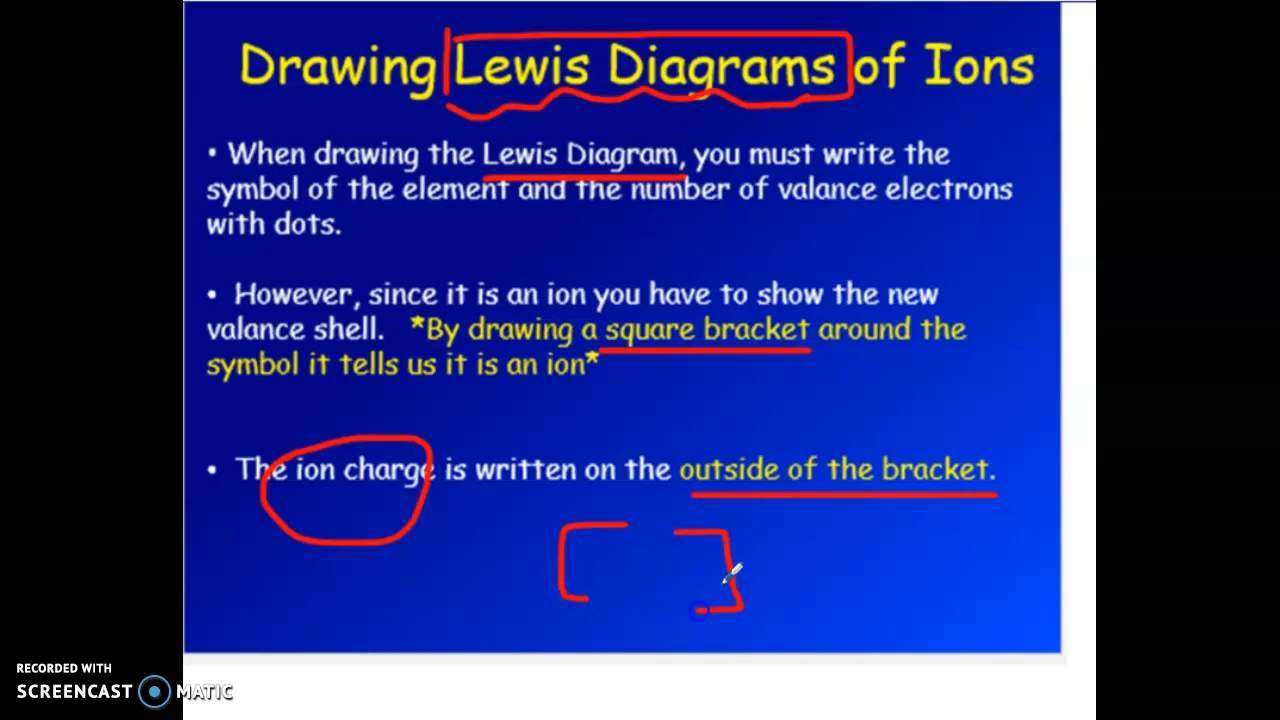 Drawing Lewis Diagrams of Ions
• When drawing the Lewis Diagram, you must write the
symbol of the element and the number of valance electrons
with dots.
• However, since it is an ion you have to show the new
valance shell. *By drawing a square bracket around the
symbol it tells us it is an ion*
• The ion charge is written on the outside of the bracket.
[ ]
RECORDED WITH
SCREENCAST MATIC